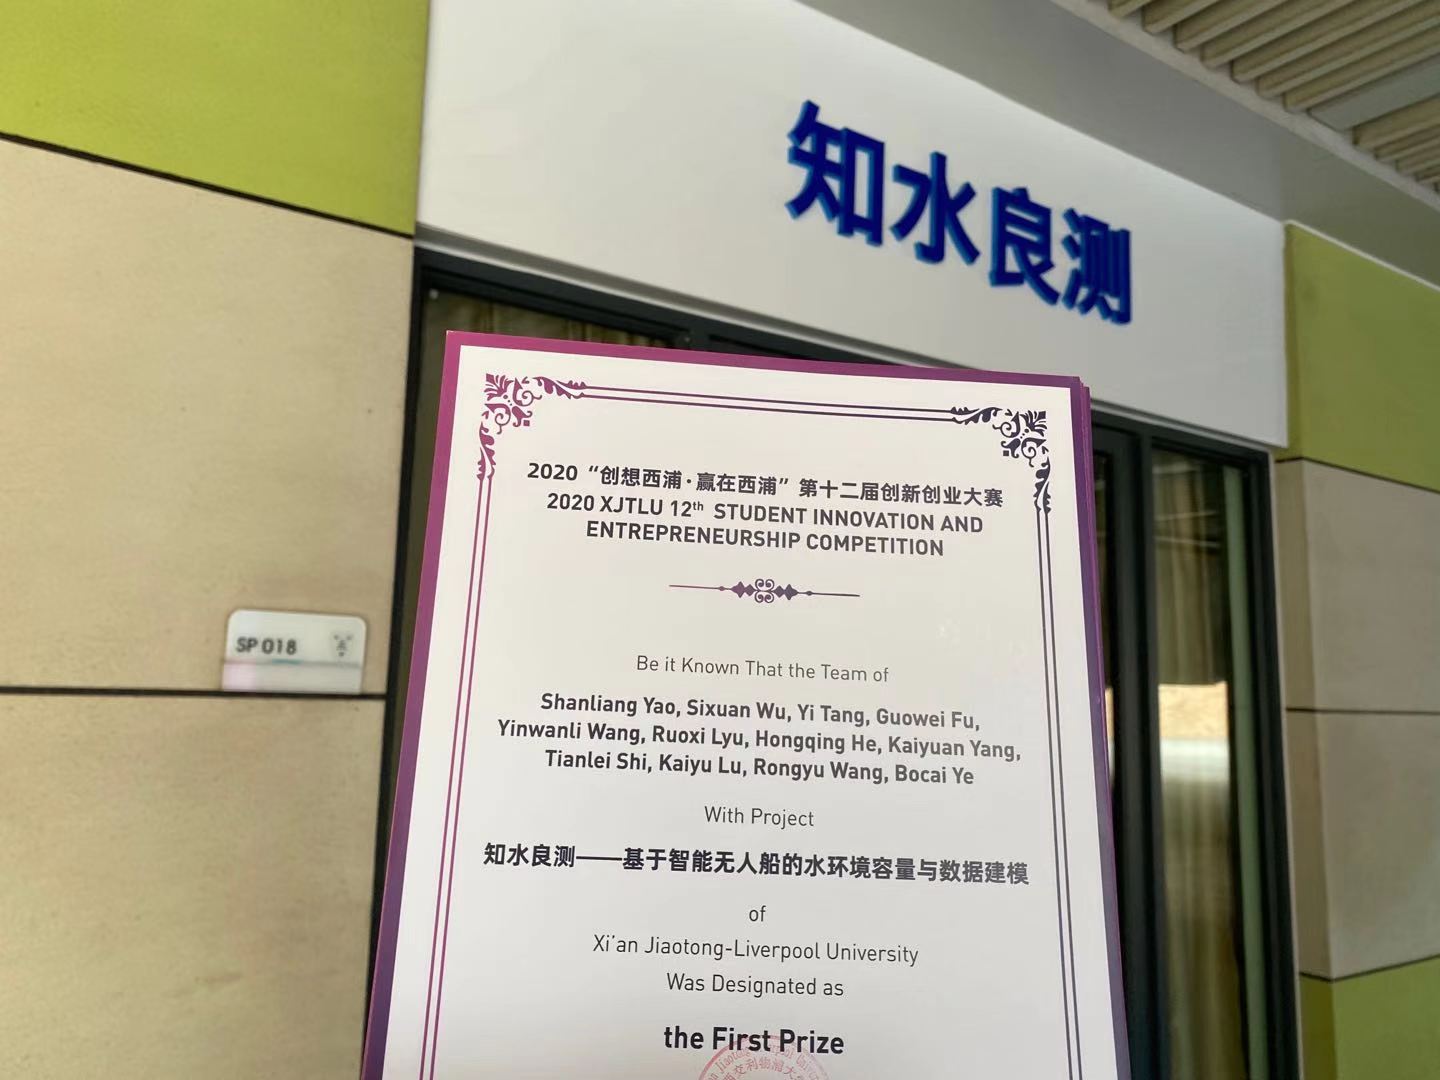 知水良测
2020 “创想西浦·赢在西浦” 第十二届创新创业大赛
2020 XJTLU 12th STUDENT INNOVATION AND
ENTREPRENEURSHIP COMPETITION
SP 018
Be it Known That the Team of
Shanliang Yao, Sixuan Wu, Yi Tang, Guowei Fu,
Yinwanli Wang, Ruoxi Lyu, Hongqing He, Kaiyuan Yang,
Tianlei Shi, Kaiyu Lu, Rongyu Wang, Bocai Ye
With Project
知水良测——基于智能无人船的水环境容量与数据建模
of
Xi’an Jiaotong-Liverpool University
Was Designated as
the First Prize